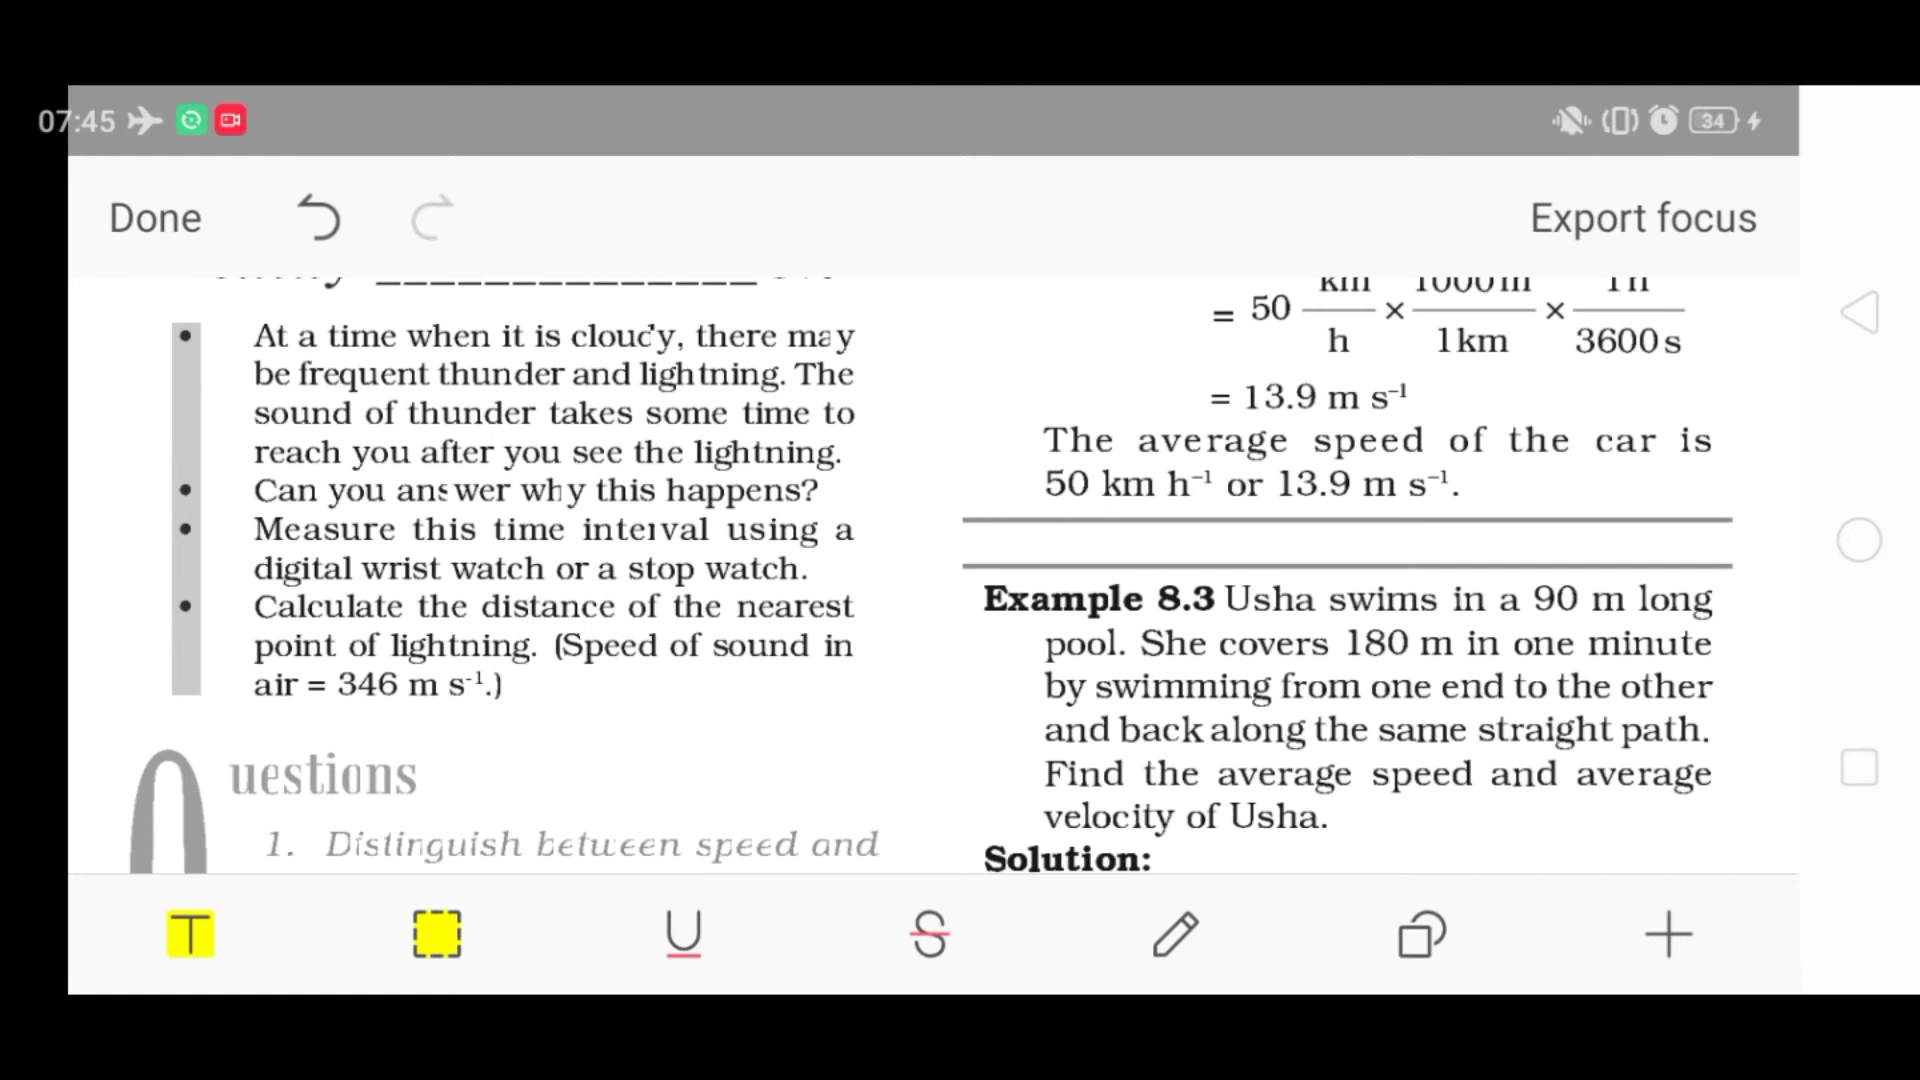 07:45
34
Done
Export focus
At a time when it is cloudy, there may
be frequent thunder and lightning. The
sound of thunder takes some time to
reach you after you see the lightning.
Can you answer why this happens?
Measure this time interval using a
digital wrist watch or a stop watch.
Calculate the distance of the nearest
point of lightning. (Speed of sound in
air = 346 m s⁻¹.)
uestions
1. Distinguish between speed and
= 50 km/h × 1000 m/1 km × 1 h/3600 s
= 13.9 m s⁻¹
The average speed of the car is
50 km h⁻¹ or 13.9 m s⁻¹.
Example 8.3 Usha swims in a 90 m long
pool. She covers 180 m in one minute
by swimming from one end to the other
and back along the same straight path.
Find the average speed and average
velocity of Usha.
Solution:
T
U
S